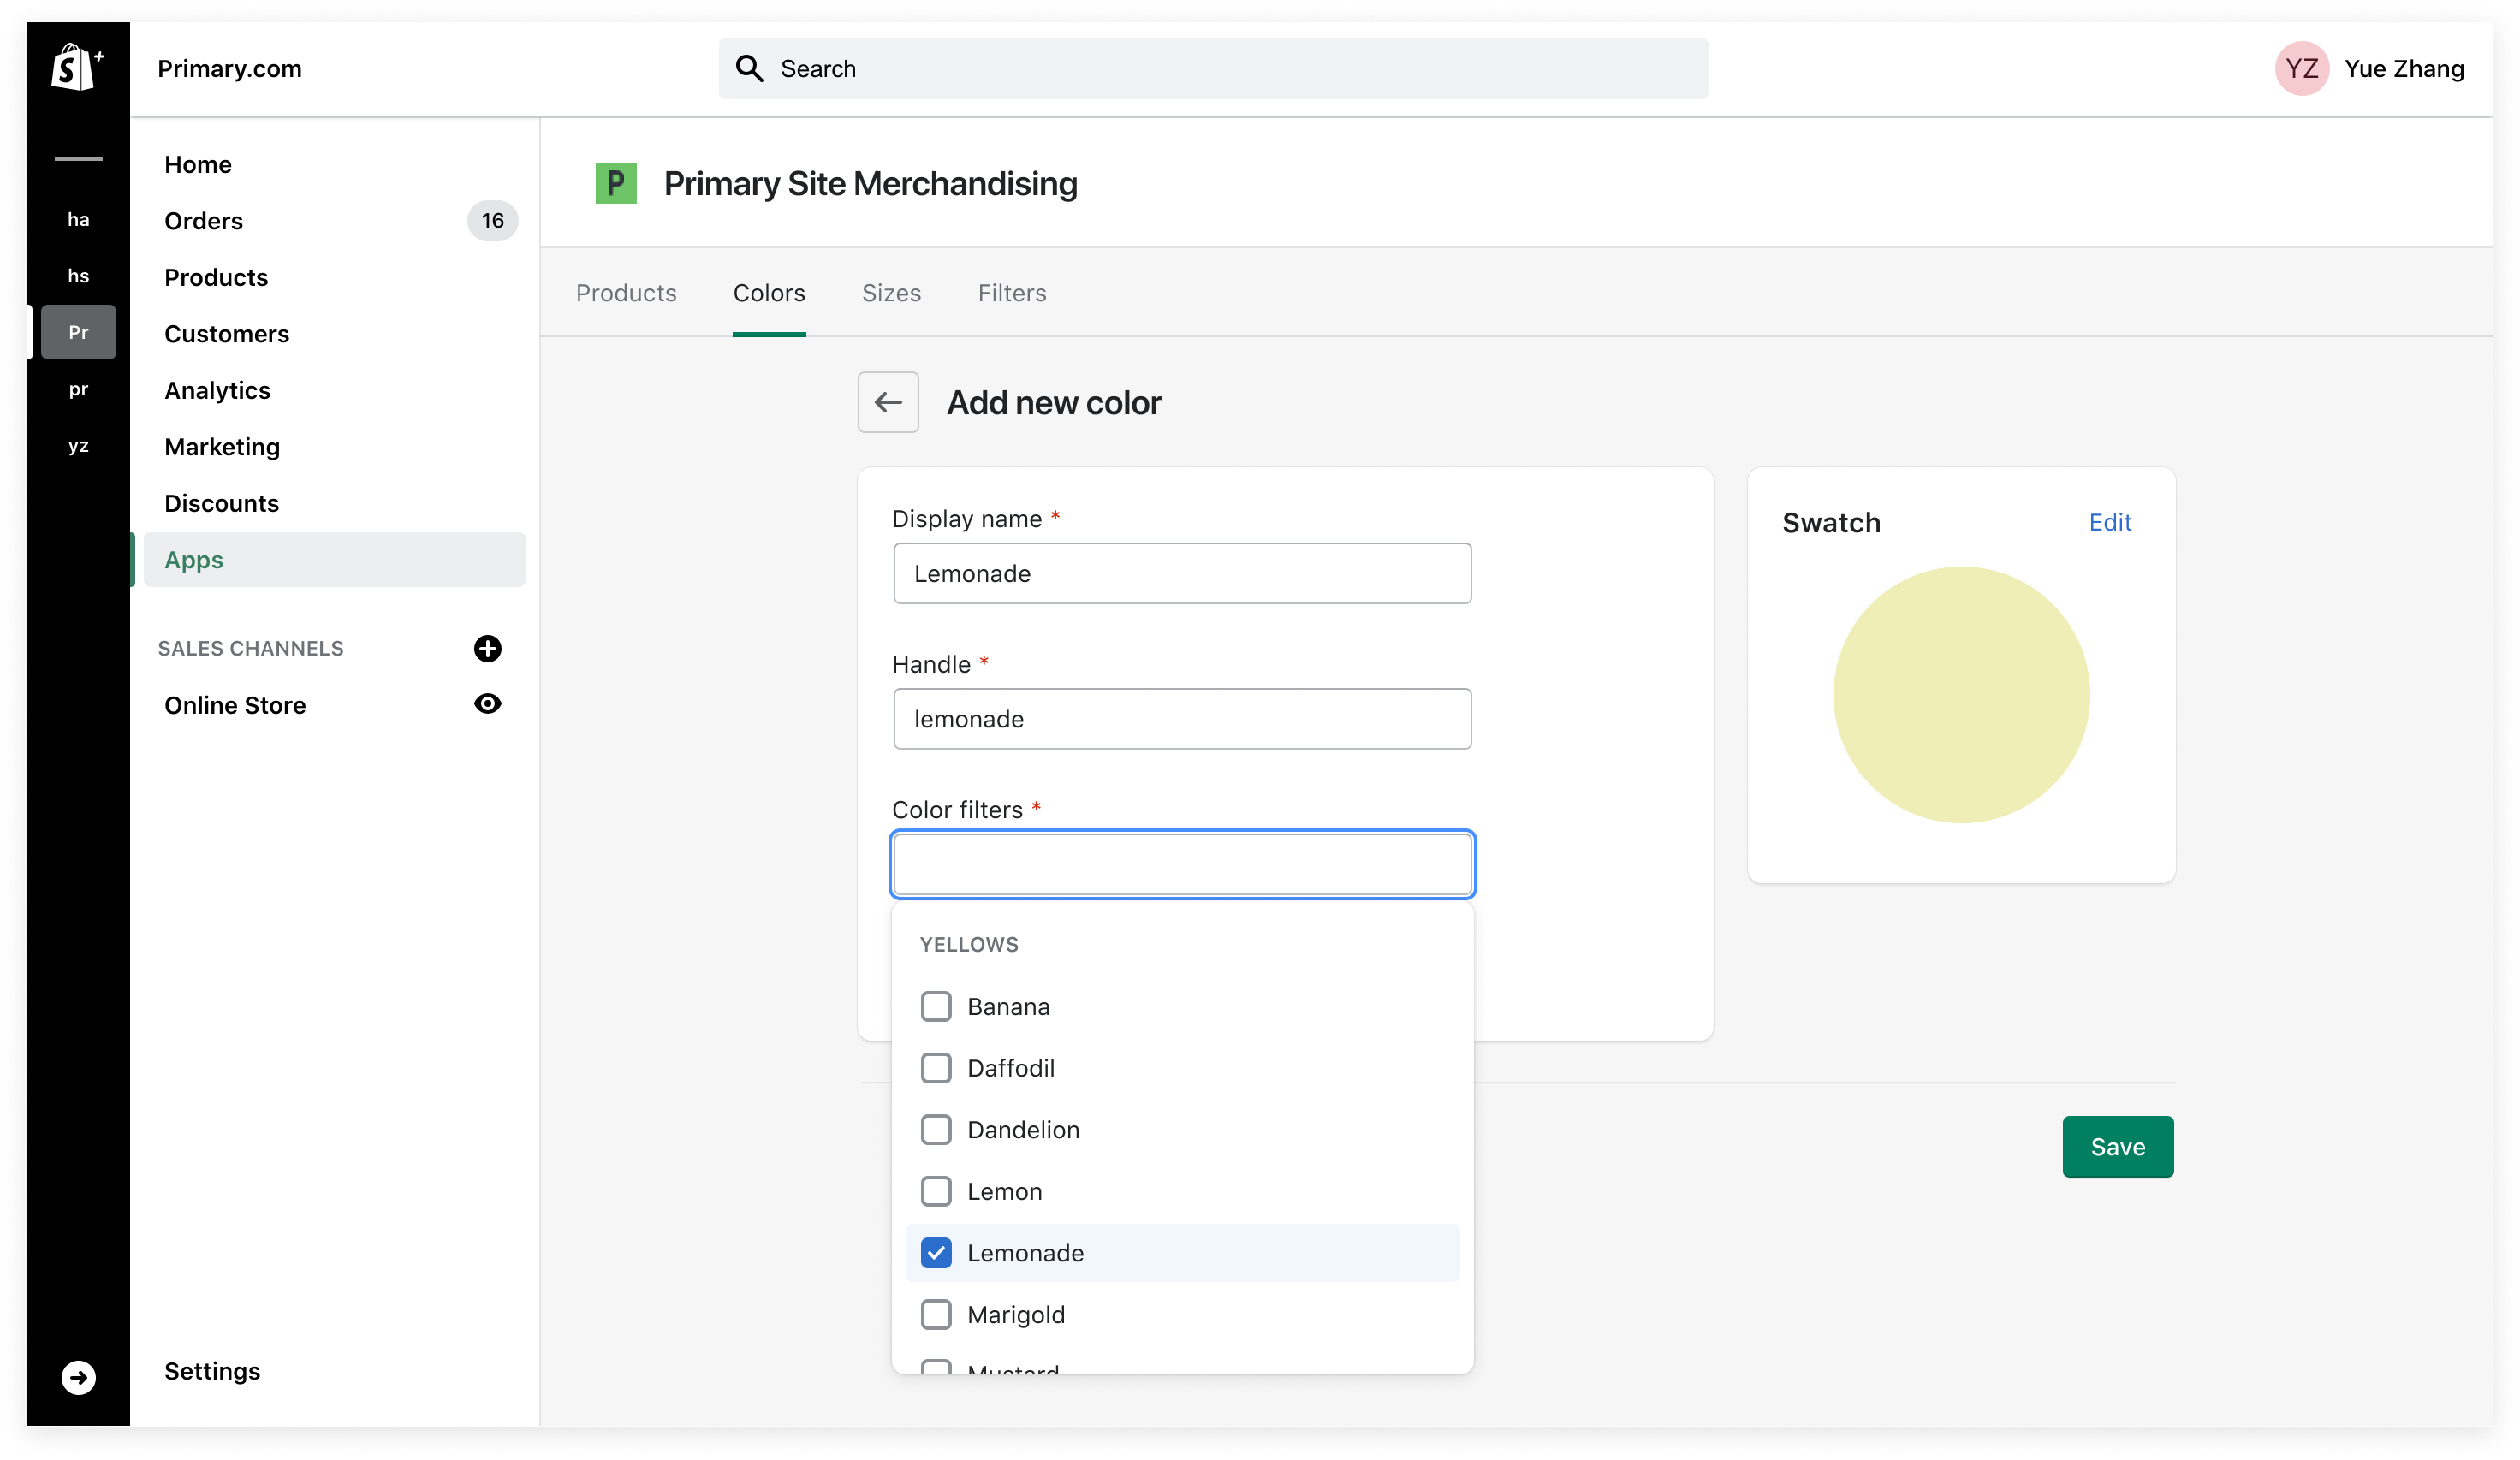 S+
Primary.com
Search
YZ Yue Zhang
ha
hs
Pr
pr
yz
Home
Orders 16
Products
Customers
Analytics
Marketing
Discounts
Apps
SALES CHANNELS
Online Store
Settings
P Primary Site Merchandising
Products Colors Sizes Filters
Add new color
Display name *
Lemonade
Handle *
lemonade
Color filters *
YELLOWS
Banana
Daffodil
Dandelion
Lemon
Lemonade
Marigold
Mustard
Swatch Edit
Save